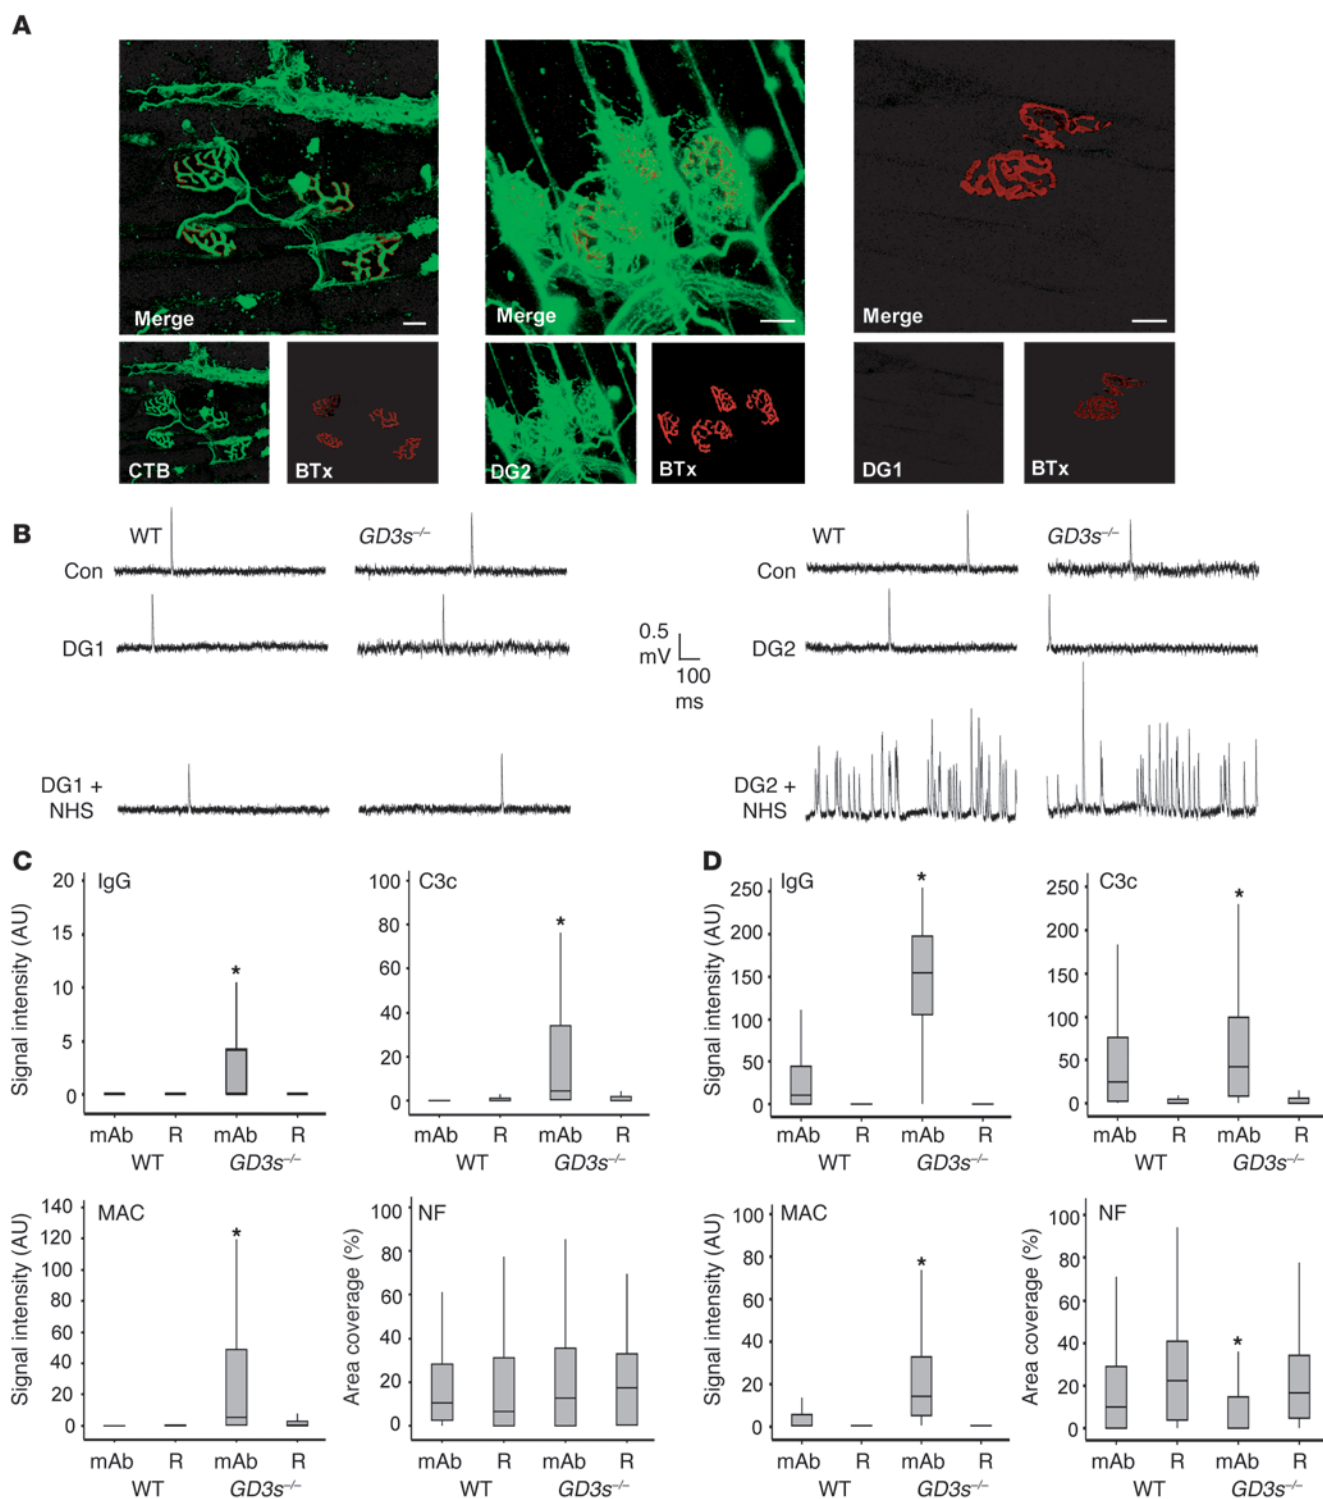 A
Merge
Merge
Merge
CTB
BTx
DG2
BTx
DG1
BTx
B
WT
GD3s–/–
WT
GD3s–/–
Con
Con
DG1
DG2
0.5
mV
100
ms
DG1 +
NHS
DG2 +
NHS
C
IgG
Signal intensity (AU)
20
15
10
5
0
*
mAb R mAb R
WT GD3s–/–
C3c
100
80
60
40
20
0
*
mAb R mAb R
WT GD3s–/–
D
IgG
Signal intensity (AU)
250
200
150
100
50
0
*
mAb R mAb R
WT GD3s–/–
C3c
250
200
150
100
50
0
*
mAb R mAb R
WT GD3s–/–
MAC
Signal intensity (AU)
140
120
100
80
60
40
20
0
*
mAb R mAb R
WT GD3s–/–
NF
Area coverage (%)
100
80
60
40
20
0
mAb R mAb R
WT GD3s–/–
MAC
Signal intensity (AU)
100
80
60
40
20
0
*
mAb R mAb R
WT GD3s–/–
NF
Area coverage (%)
100
80
60
40
20
0
*
mAb R mAb R
WT GD3s–/–